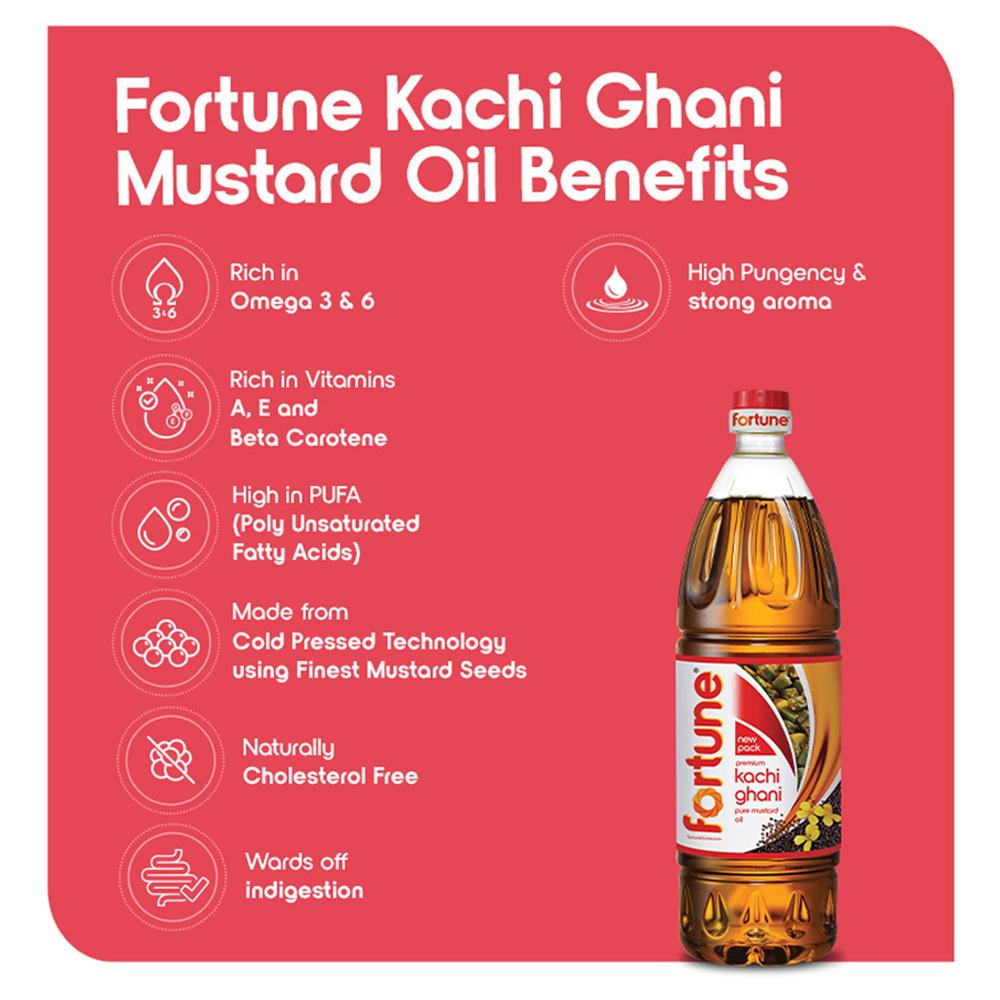 Fortune Kachi Ghani
Mustard Oil Benefits
Rich in
Omega 3 & 6
3&6
Rich in Vitamins
A, E and
Beta Carotene
High in PUFA
(Poly Unsaturated
Fatty Acids)
Made from
Cold Pressed Technology
using Finest Mustard Seeds
Naturally
Cholesterol Free
Wards off
indigestion
High Pungency &
strong aroma
fortune
fortune
new
pack
premium
kachi
ghani
pure mustard
oil